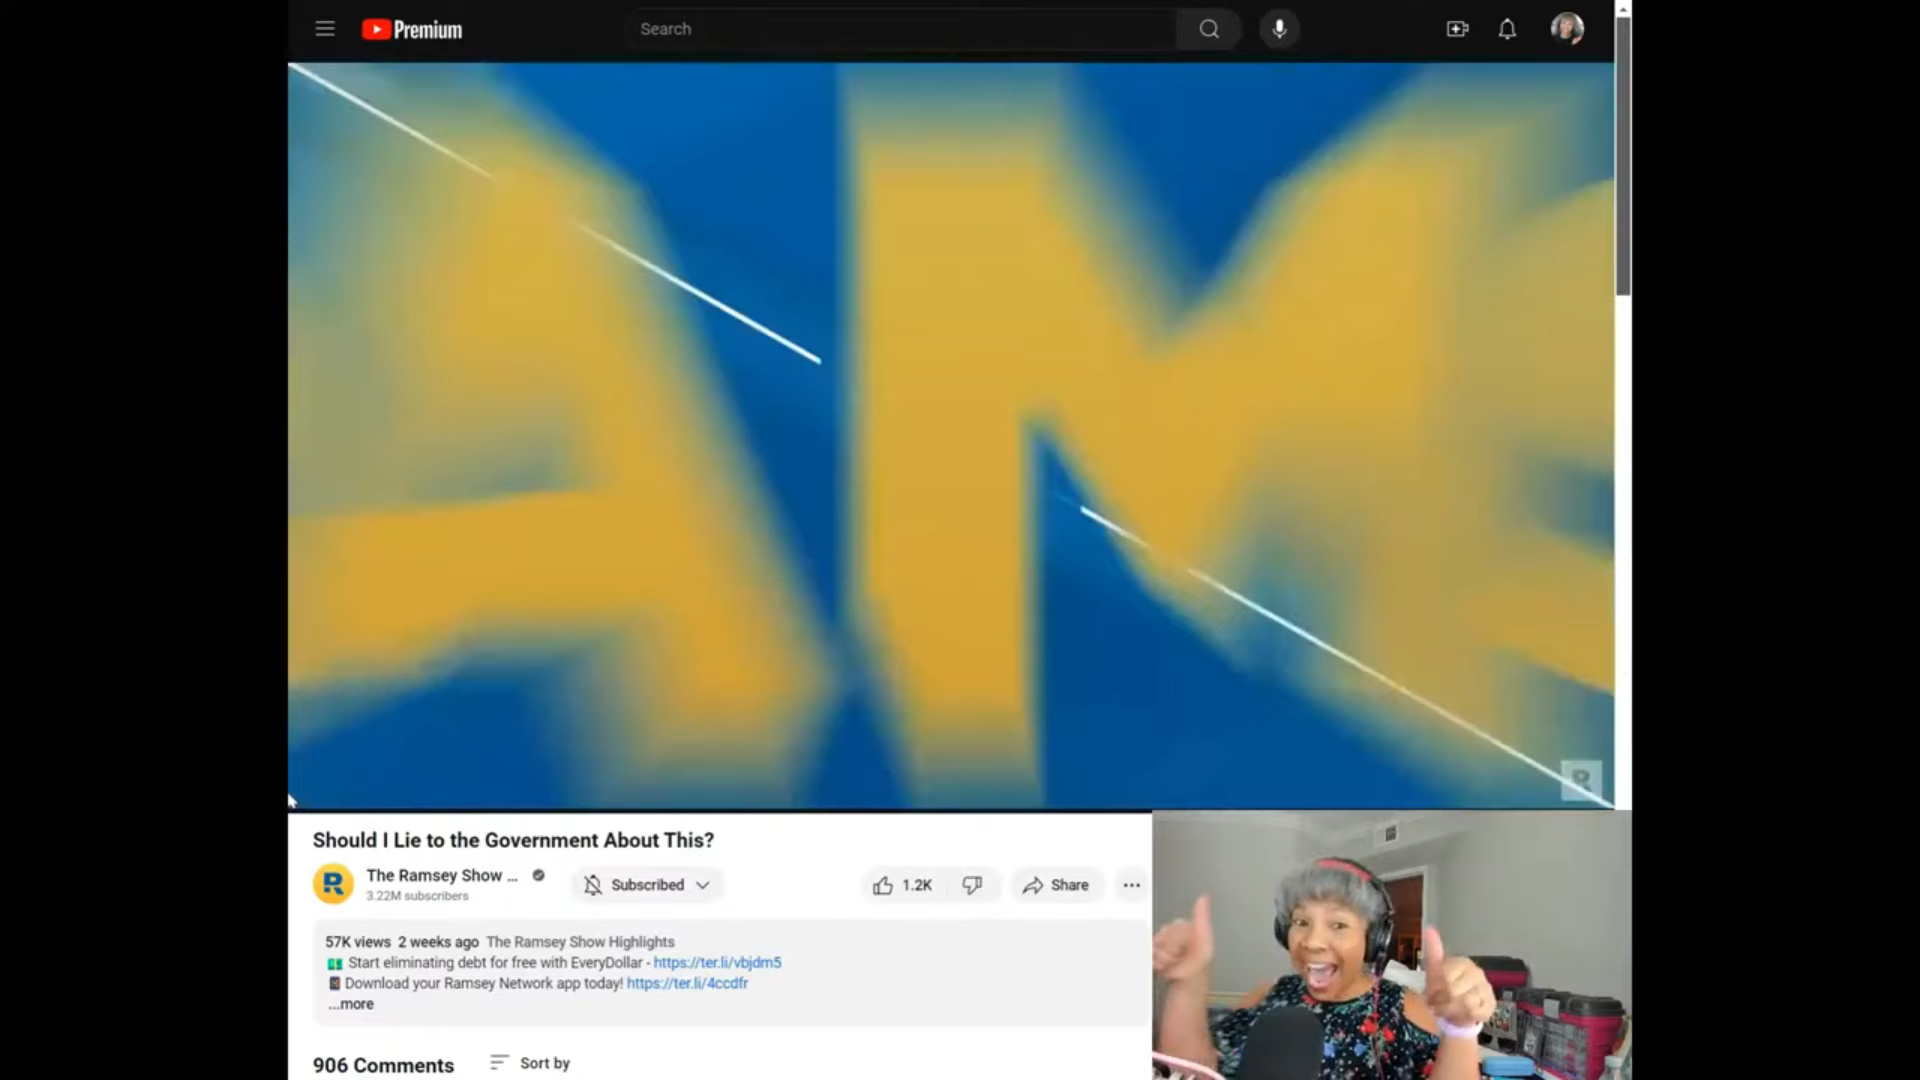 Premium
Search
AM
R
Should I Lie to the Government About This?
R
The Ramsey Show ...
3.22M subscribers
Subscribed
1.2K
Share
57K views 2 weeks ago The Ramsey Show Highlights
Start eliminating debt for free with EveryDollar - https://ter.li/vbjdm5
Download your Ramsey Network app today! https://ter.li/4ccdfr
...more
906 Comments
Sort by